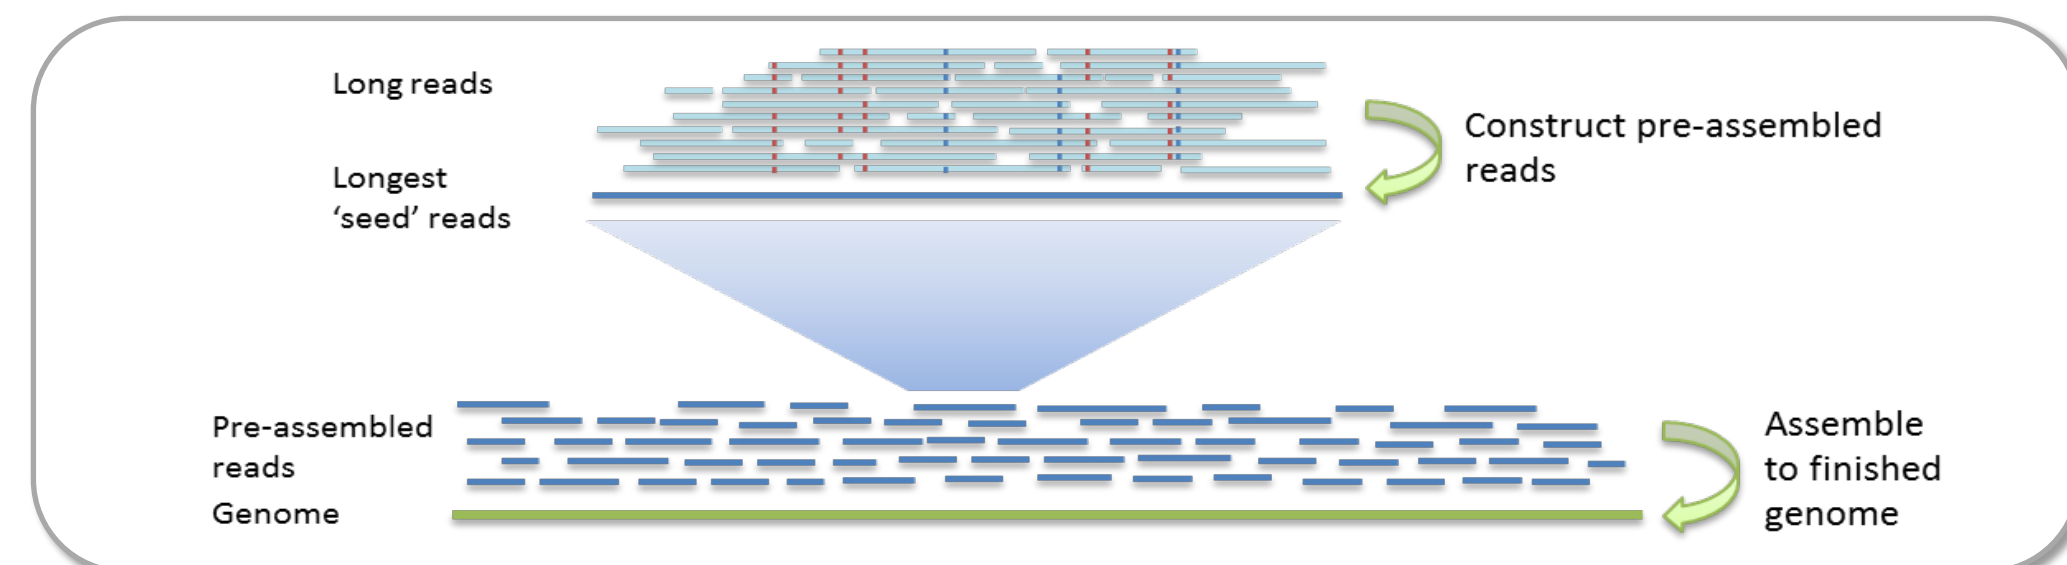 Long reads
Longest
‘seed’ reads
Construct pre-assembled
reads
Pre-assembled
reads
Genome
Assemble
to finished
genome